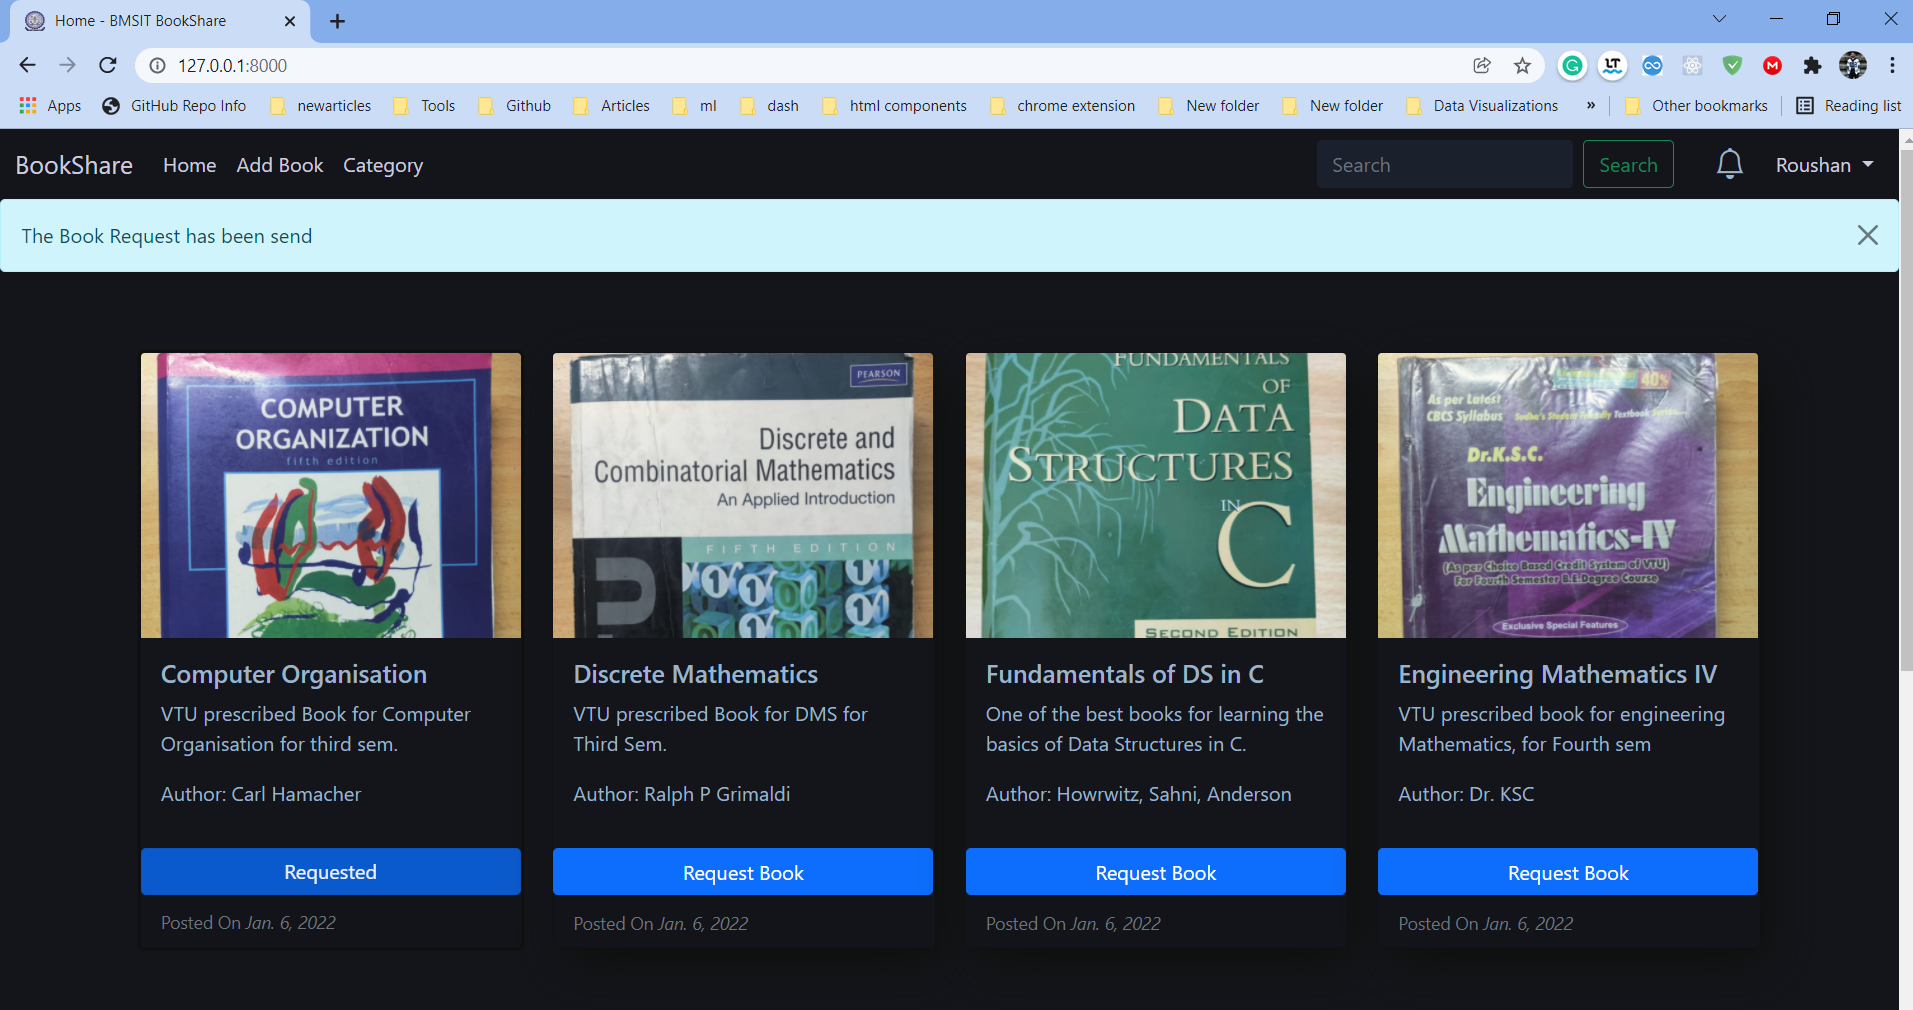 Home - BMSIT BookShare
127.0.0.1:8000
Apps GitHub Repo Info newarticles Tools Github Articles ml dash html components chrome extension New folder New folder Data Visualizations » Other bookmarks Reading list
BookShare Home Add Book Category Search Search Roushan
The Book Request has been send
COMPUTER
ORGANIZATION
fifth edition
PEARSON
Discrete and
Combinatorial Mathematics
An Applied Introduction
FIFTH EDITION
FUNDAMENTALS
OF
DATA
STRUCTURES
IN
C
SECOND EDITION
40%
As per Latest
CBCS Syllabus
Dr.K.S.C.
Engineering
Mathematics-IV
(As per Choice Based Credit System of VTU)
For Fourth Semester B.E.Degree Course
Exclusive Special Features
Computer Organisation
VTU prescribed Book for Computer
Organisation for third sem.
Author: Carl Hamacher
Requested
Posted On Jan. 6, 2022
Discrete Mathematics
VTU prescribed Book for DMS for
Third Sem.
Author: Ralph P Grimaldi
Request Book
Posted On Jan. 6, 2022
Fundamentals of DS in C
One of the best books for learning the
basics of Data Structures in C.
Author: Howrwitz, Sahni, Anderson
Request Book
Posted On Jan. 6, 2022
Engineering Mathematics IV
VTU prescribed book for engineering
Mathematics, for Fourth sem
Author: Dr. KSC
Request Book
Posted On Jan. 6, 2022